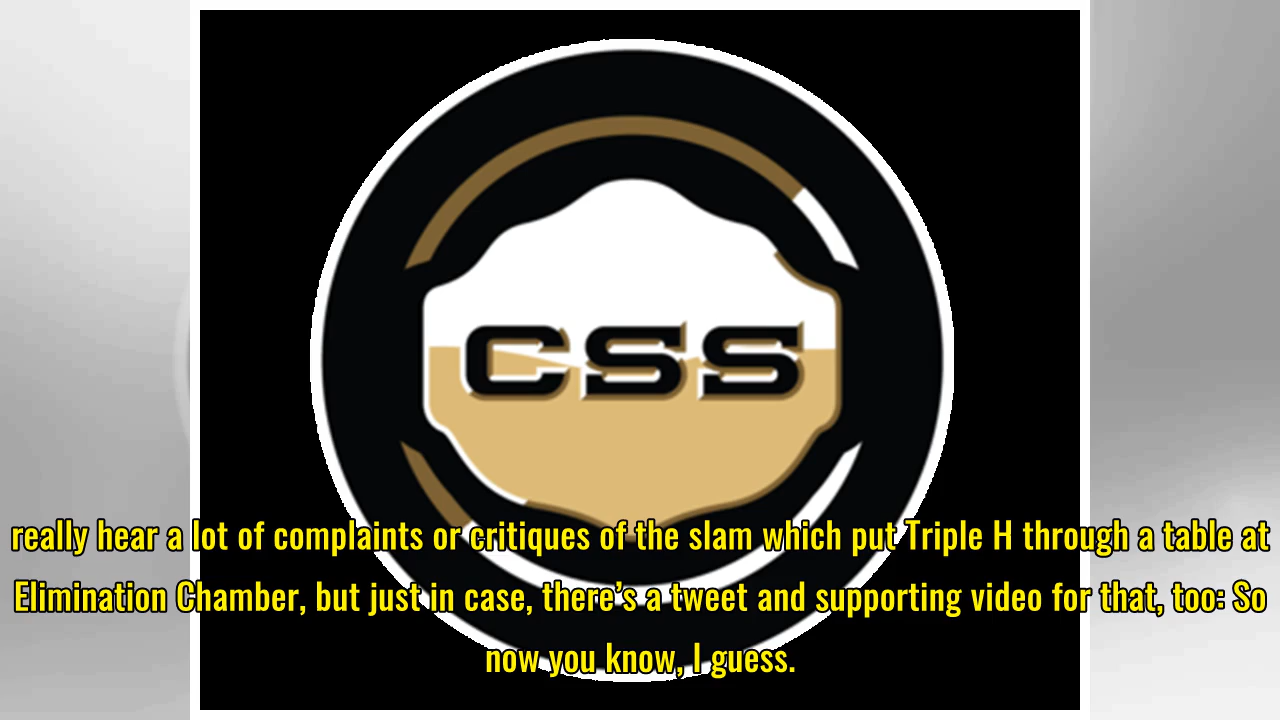 CSS
really hear a lot of complaints or critiques of the slam which put Triple H through a table at
Elimination Chamber, but just in case, there’s a tweet and supporting video for that, too: So
now you know, I guess.